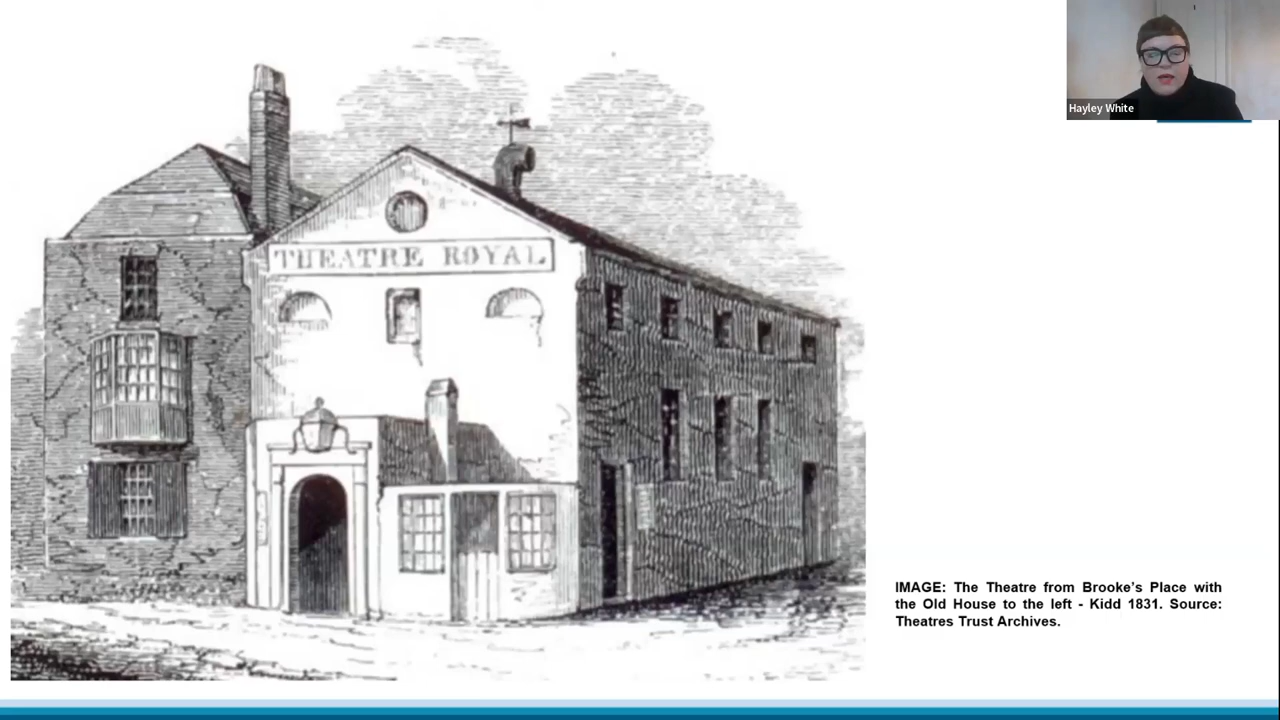 Hayley White
THEATRE ROYAL
IMAGE: The Theatre from Brooke’s Place with
the Old House to the left - Kidd 1831. Source:
Theatres Trust Archives.